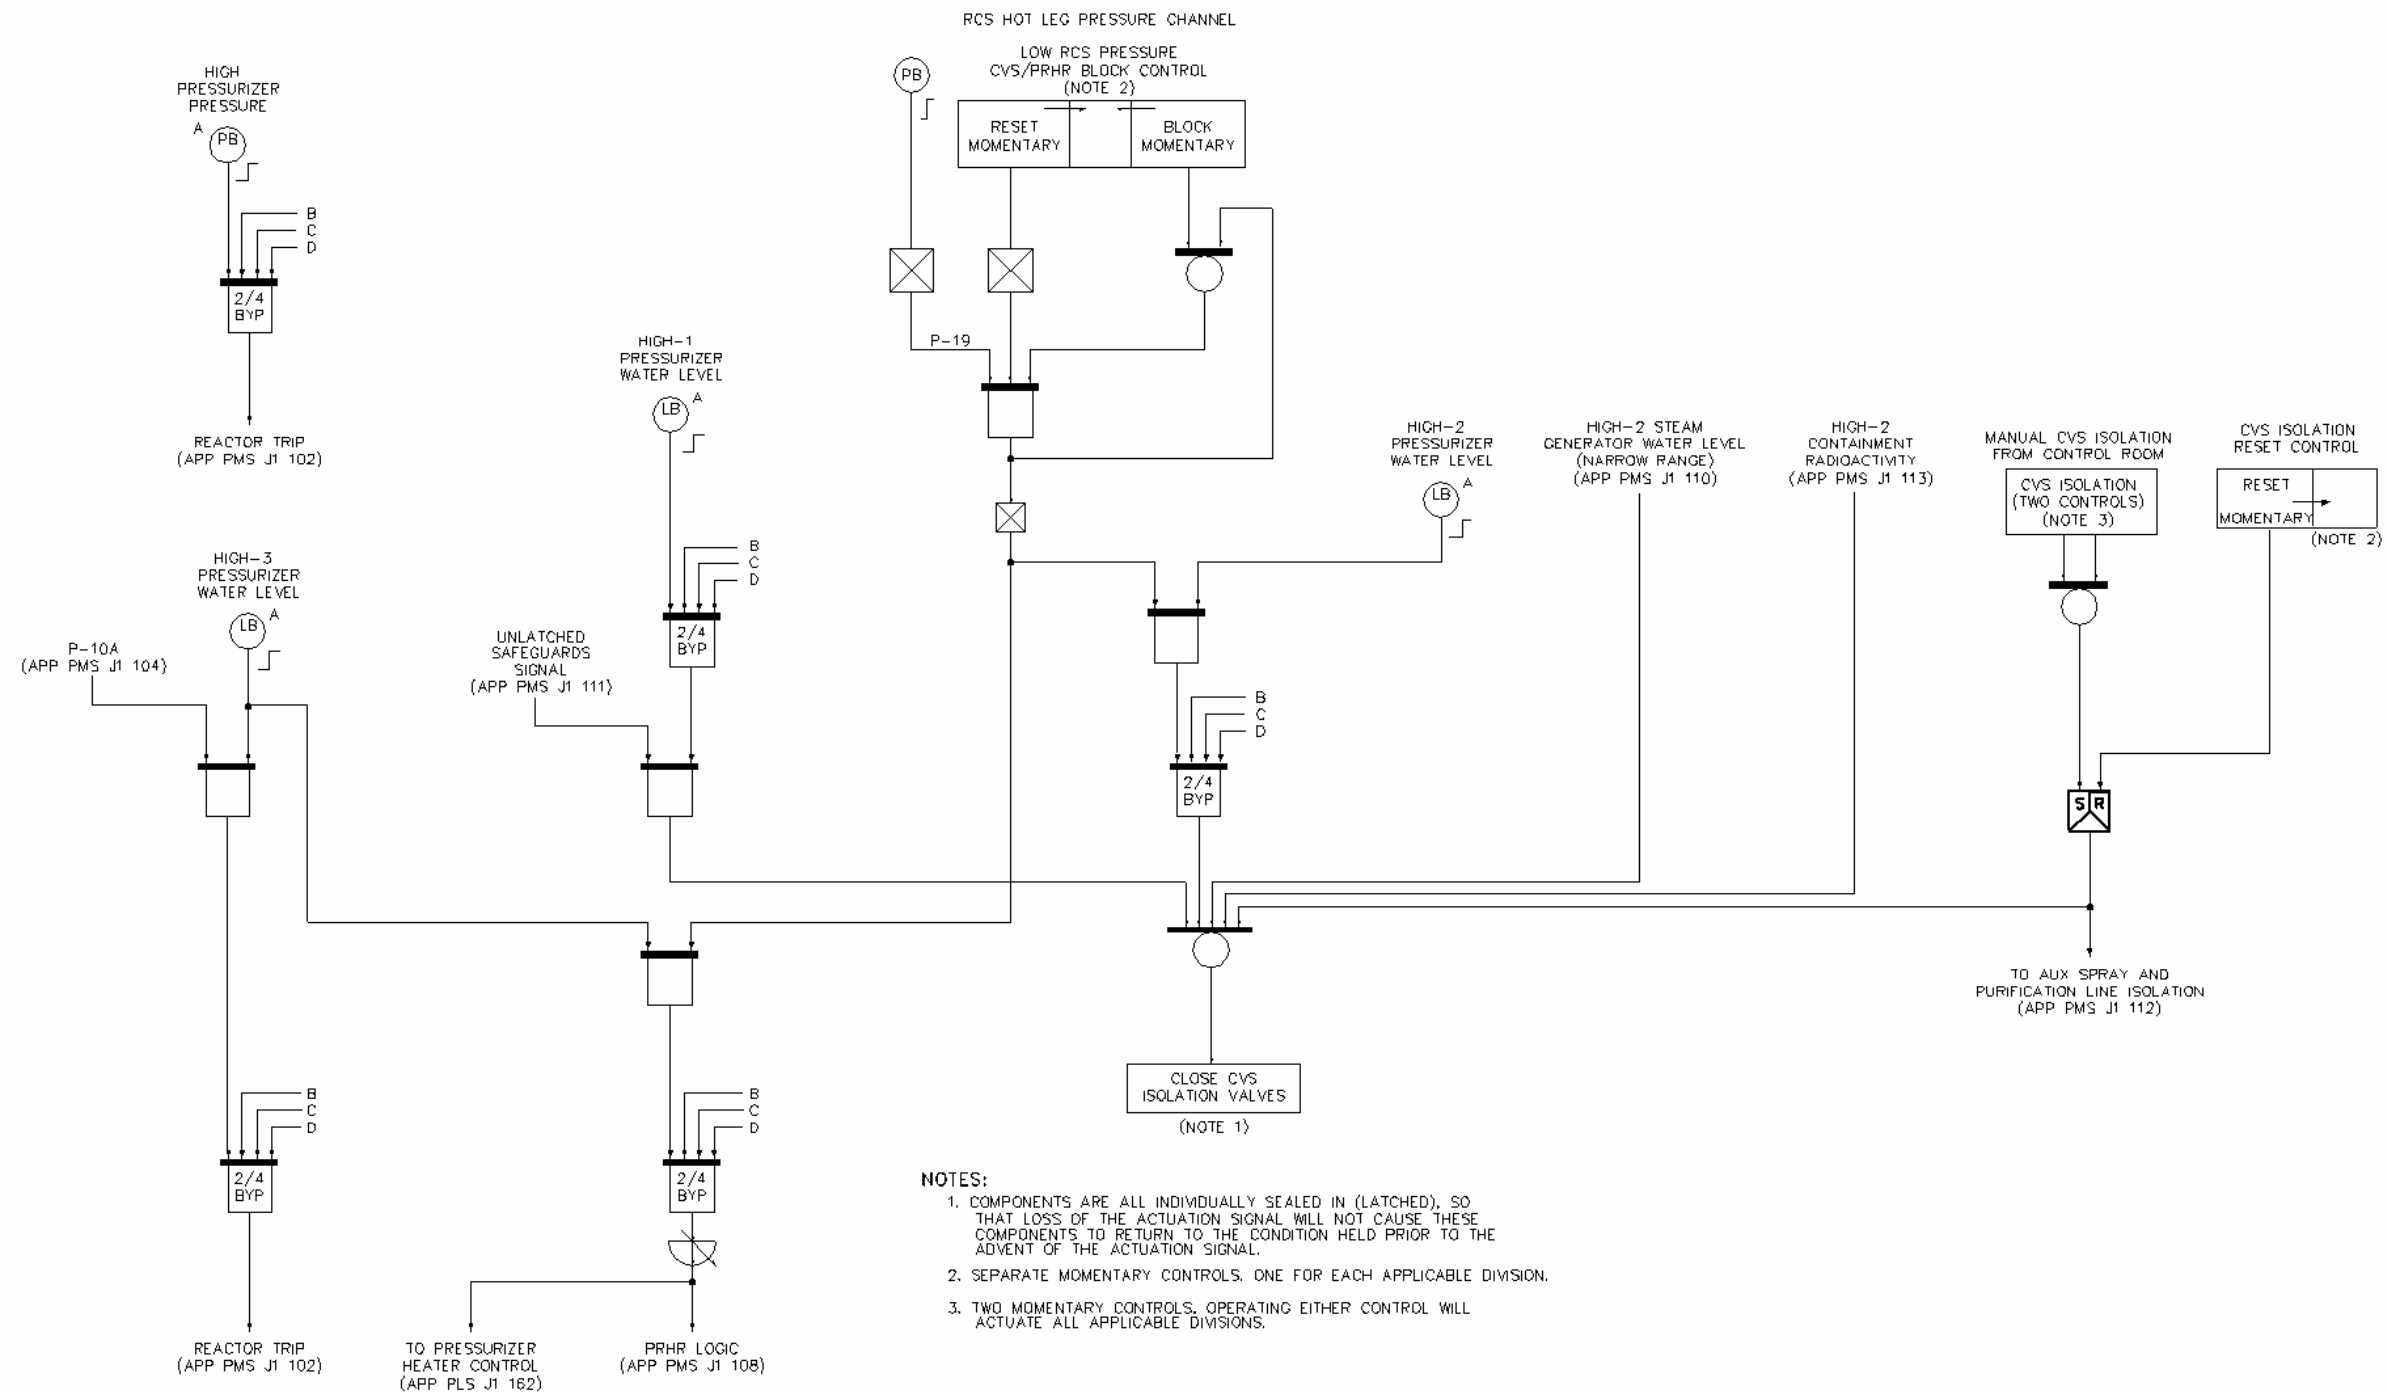 RCS HOT LEG PRESSURE CHANNEL
LOW RCS PRESSURE
CVS/PRHR BLOCK CONTROL
(NOTE 2)
PB
RESET
MOMENTARY
BLOCK
MOMENTARY
P-19
HIGH
PRESSURIZER
PRESSURE
A
PB
B
C
D
2/4
BYP
REACTOR TRIP
(APP PMS J1 102)
HIGH-1
PRESSURIZER
WATER LEVEL
LB
A
B
C
D
2/4
BYP
UNLATCHED
SAFEGUARDS
SIGNAL
(APP PMS J1 111)
HIGH-3
PRESSURIZER
WATER LEVEL
LB
A
P-10A
(APP PMS J1 104)
HIGH-2
PRESSURIZER
WATER LEVEL
LB
A
B
C
D
2/4
BYP
HIGH-2 STEAM
GENERATOR WATER LEVEL
(NARROW RANGE)
(APP PMS J1 110)
HIGH-2
CONTAINMENT
RADIOACTIVITY
(APP PMS J1 113)
MANUAL CVS ISOLATION
FROM CONTROL ROOM
CVS ISOLATION
(TWO CONTROLS)
(NOTE 3)
CVS ISOLATION
RESET CONTROL
RESET
MOMENTARY
(NOTE 2)
S R
TO AUX SPRAY AND
PURIFICATION LINE ISOLATION
(APP PMS J1 112)
CLOSE CVS
ISOLATION VALVES
(NOTE 1)
B
C
D
2/4
BYP
REACTOR TRIP
(APP PMS J1 102)
B
C
D
2/4
BYP
TO PRESSURIZER
HEATER CONTROL
(APP PLS J1 162)
PRHR LOGIC
(APP PMS J1 108)
NOTES:
1. COMPONENTS ARE ALL INDIVIDUALLY SEALED IN (LATCHED), SO
THAT LOSS OF THE ACTUATION SIGNAL WILL NOT CAUSE THESE
COMPONENTS TO RETURN TO THE CONDITION HELD PRIOR TO THE
ADVENT OF THE ACTUATION SIGNAL.
2. SEPARATE MOMENTARY CONTROLS, ONE FOR EACH APPLICABLE DIVISION.
3. TWO MOMENTARY CONTROLS. OPERATING EITHER CONTROL WILL
ACTUATE ALL APPLICABLE DIVISIONS.